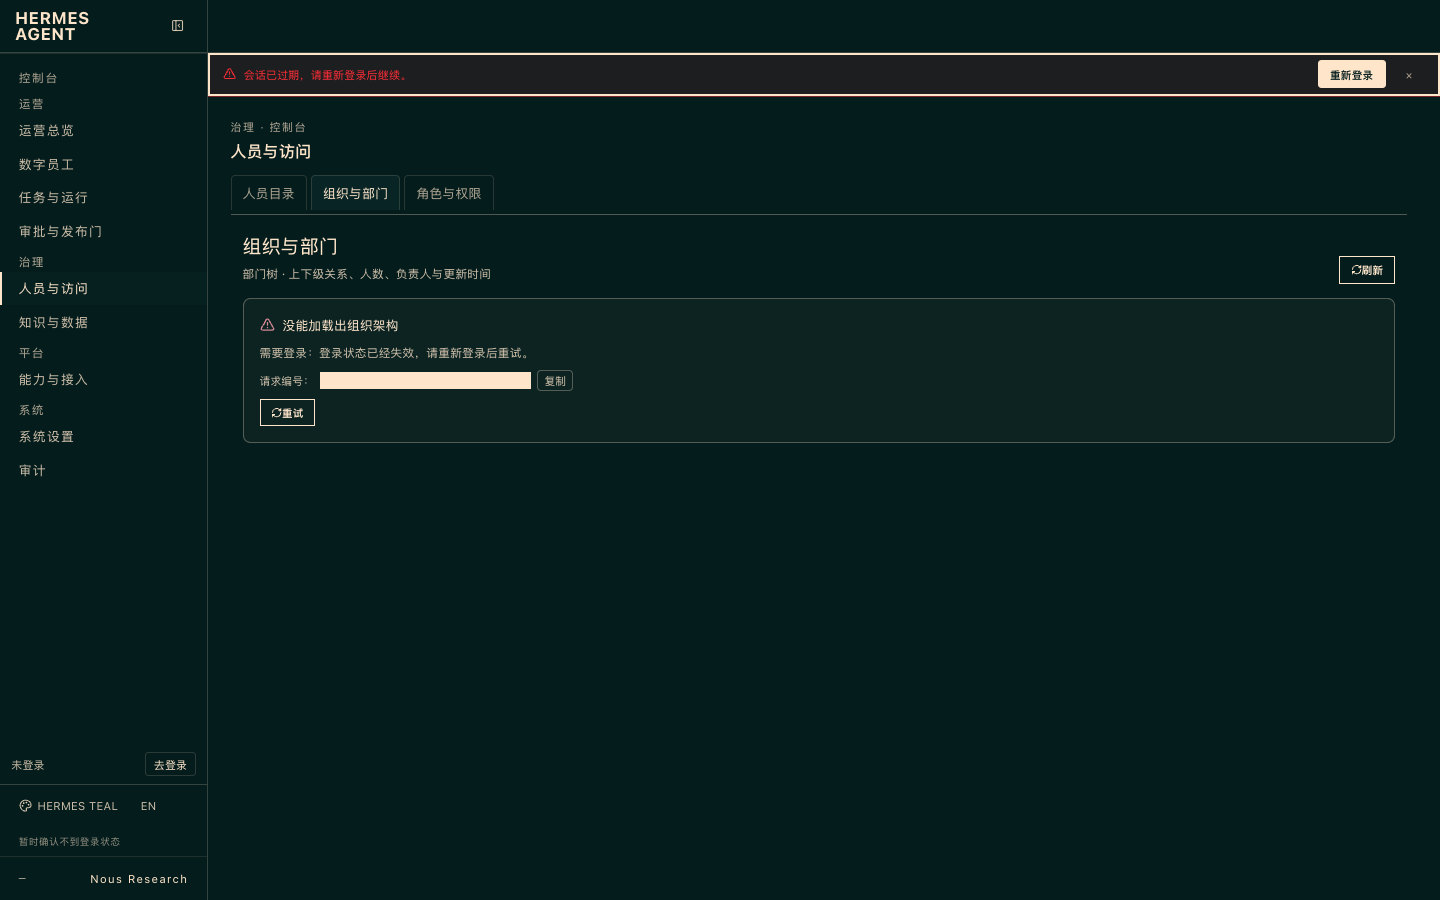 HERMES
AGENT
控制台
运营
运营总览
数字员工
任务与运行
审批与发布门
治理
人员与访问
知识与数据
平台
能力与接入
系统
系统设置
审计
未登录
去登录
HERMES TEAL
EN
暂时确认不到登录状态
—
Nous Research
会话已过期，请重新登录后继续。
重新登录
×
治理 · 控制台
人员与访问
人员目录
组织与部门
角色与权限
组织与部门
部门树 · 上下级关系、人数、负责人与更新时间
刷新
没能加载出组织架构
需要登录：登录状态已经失效，请重新登录后重试。
请求编号：
复制
重试